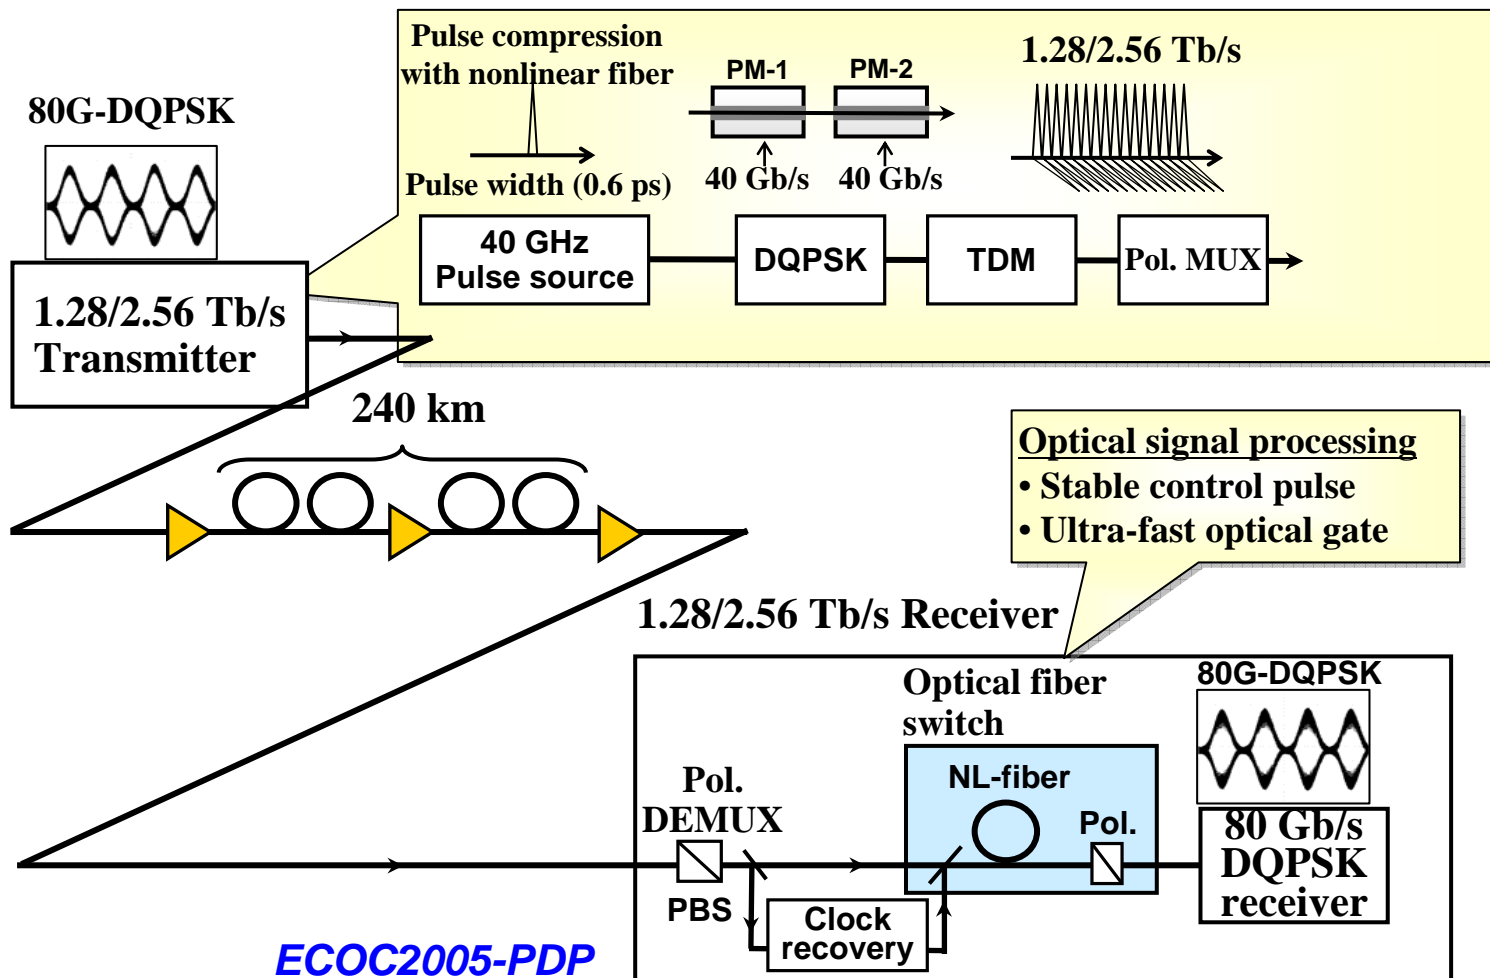 Pulse compression
with nonlinear fiber
PM-1
PM-2
1.28/2.56 Tb/s
80G-DQPSK
Pulse width (0.6 ps)
40 Gb/s
40 Gb/s
40 GHz
Pulse source
DQPSK
TDM
Pol. MUX
1.28/2.56 Tb/s
Transmitter
240 km
Optical signal processing
• Stable control pulse
• Ultra-fast optical gate
1.28/2.56 Tb/s Receiver
Optical fiber
switch
80G-DQPSK
NL-fiber
Pol.
DEMUX
Pol.
80 Gb/s
DQPSK
receiver
PBS
Clock
recovery
ECOC2005-PDP